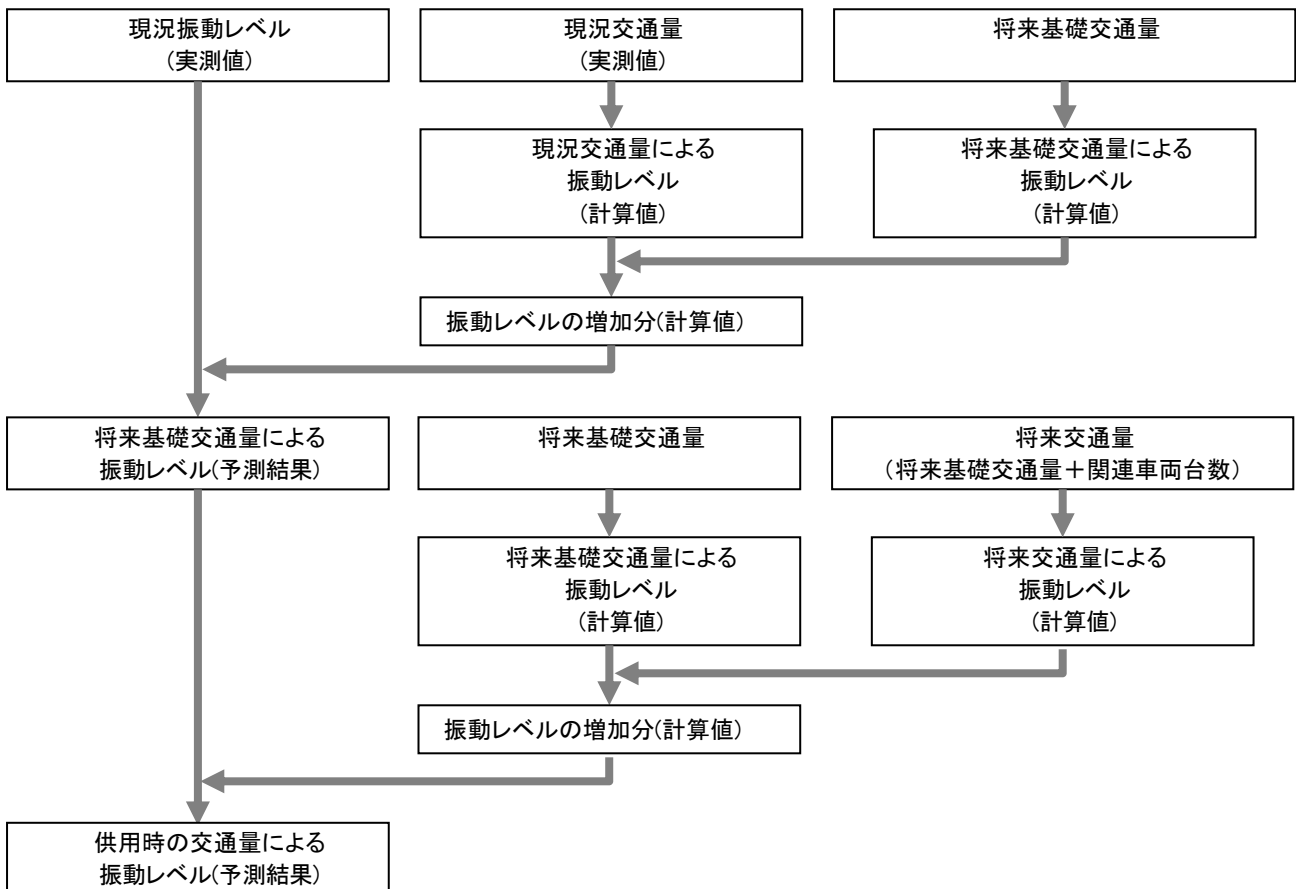 現況振動レベル
(実測値)
現況交通量
(実測値)
将来基礎交通量
現況交通量による
振動レベル
(計算値)
将来基礎交通量による
振動レベル
(計算値)
振動レベルの増加分(計算値)
将来基礎交通量による
振動レベル(予測結果)
将来基礎交通量
将来交通量
（将来基礎交通量＋関連車両台数）
将来基礎交通量による
振動レベル
(計算値)
将来交通量による
振動レベル
(計算値)
振動レベルの増加分(計算値)
供用時の交通量による
振動レベル(予測結果)